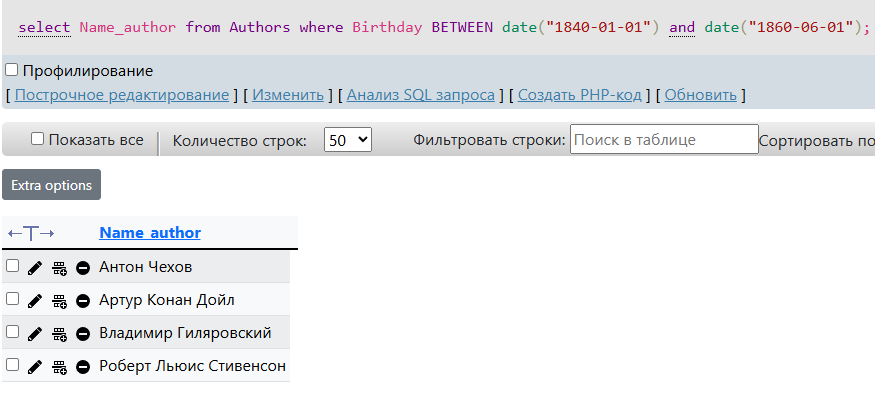 select Name_author from Authors where Birthday BETWEEN date("1840-01-01") and date("1860-06-01");
Профилирование
[ Построчное редактирование ] [ Изменить ] [ Анализ SQL запроса ] [ Создать PHP-код ] [ Обновить ]
Показать все Количество строк: 50 Фильтровать строки: Поиск в таблице Сортировать по
Extra options
←T→ Name_author
Антон Чехов
Артур Конан Дойл
Владимир Гиляровский
Роберт Льюис Стивенсон